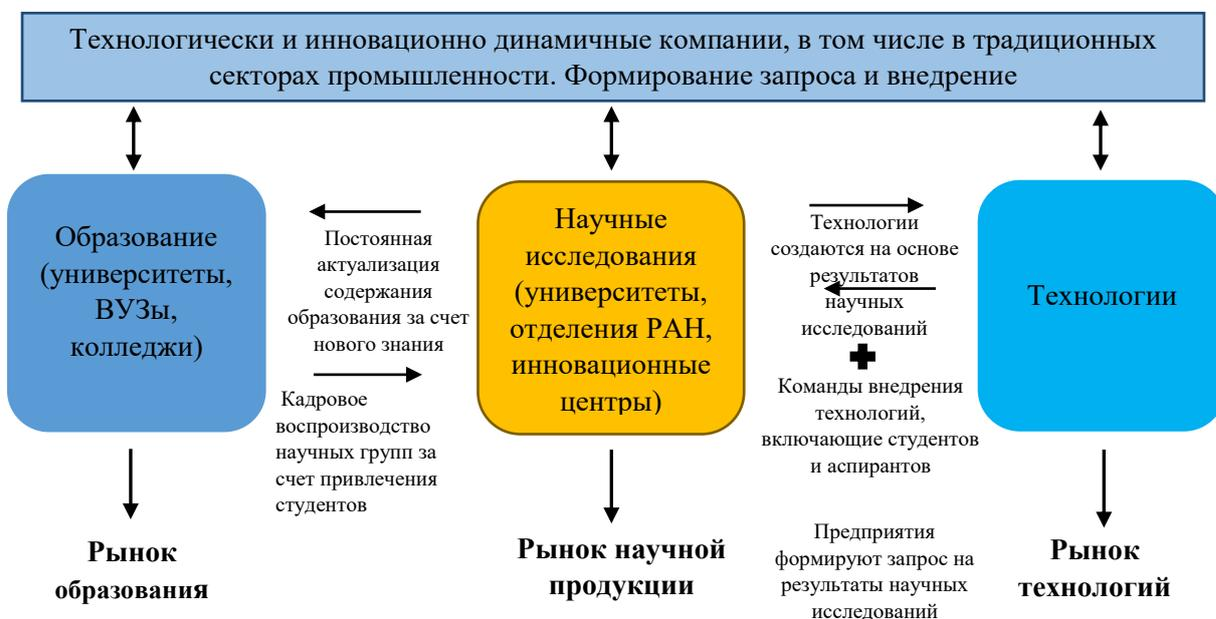 Технологически и инновационно динамичные компании, в том числе в традиционных
секторах промышленности. Формирование запроса и внедрение
Образование
(университеты,
ВУЗы,
колледжи)
Постоянная
актуализация
содержания
образования за счет
нового знания
Кадровое
воспроизводство
научных групп за
счет привлечения
студентов
Научные
исследования
(университеты,
отделения РАН,
инновационные
центры)
Технологии
создаются на основе
результатов
научных
исследований
Команды внедрения
технологий,
включающие студентов
и аспирантов
Предприятия
формируют запрос на
результаты научных
исследований
Технологии
Рынок
образования
Рынок научной
продукции
Рынок
технологий